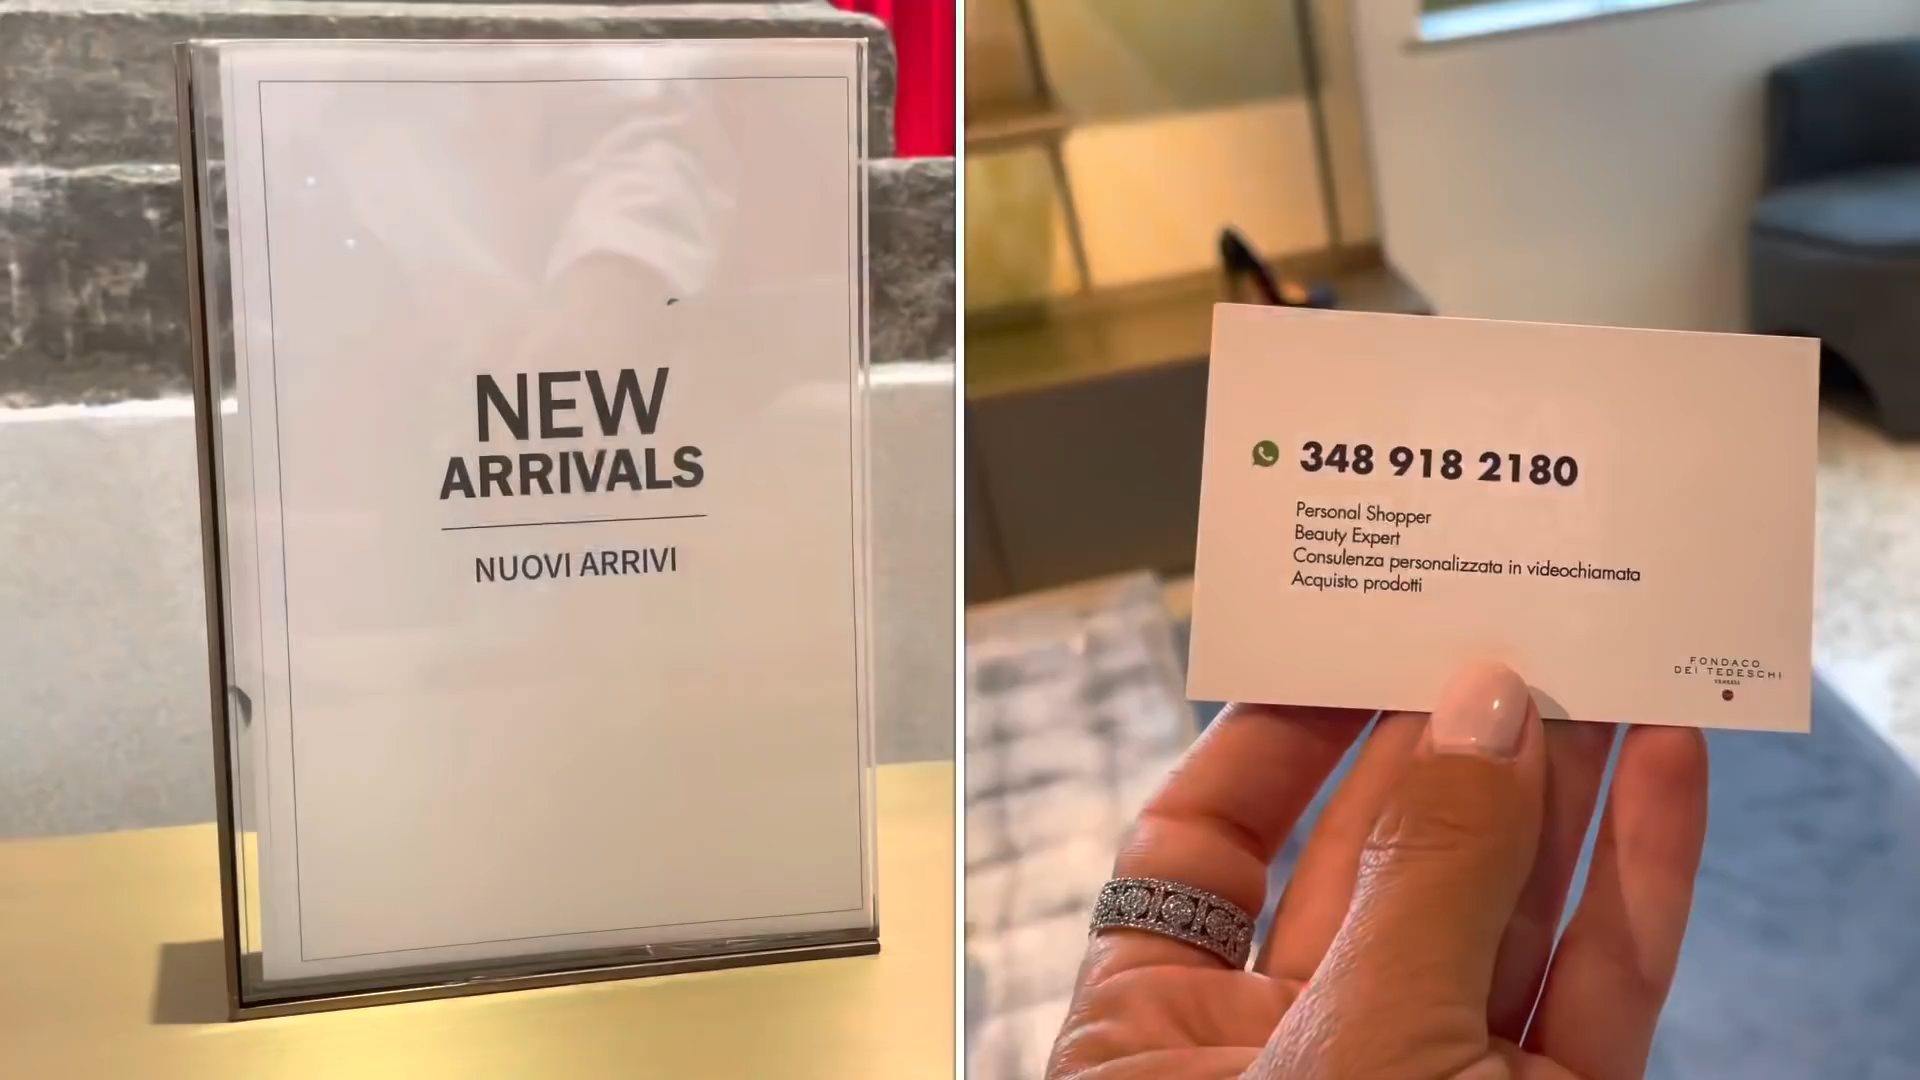 NEW
ARRIVALS
NUOVI ARRIVI
348 918 2180
Personal Shopper
Beauty Expert
Consulenza personalizzata in videochiamata
Acquisto prodotti
FONDACO
DEI TEDESCHI
VENEZIA